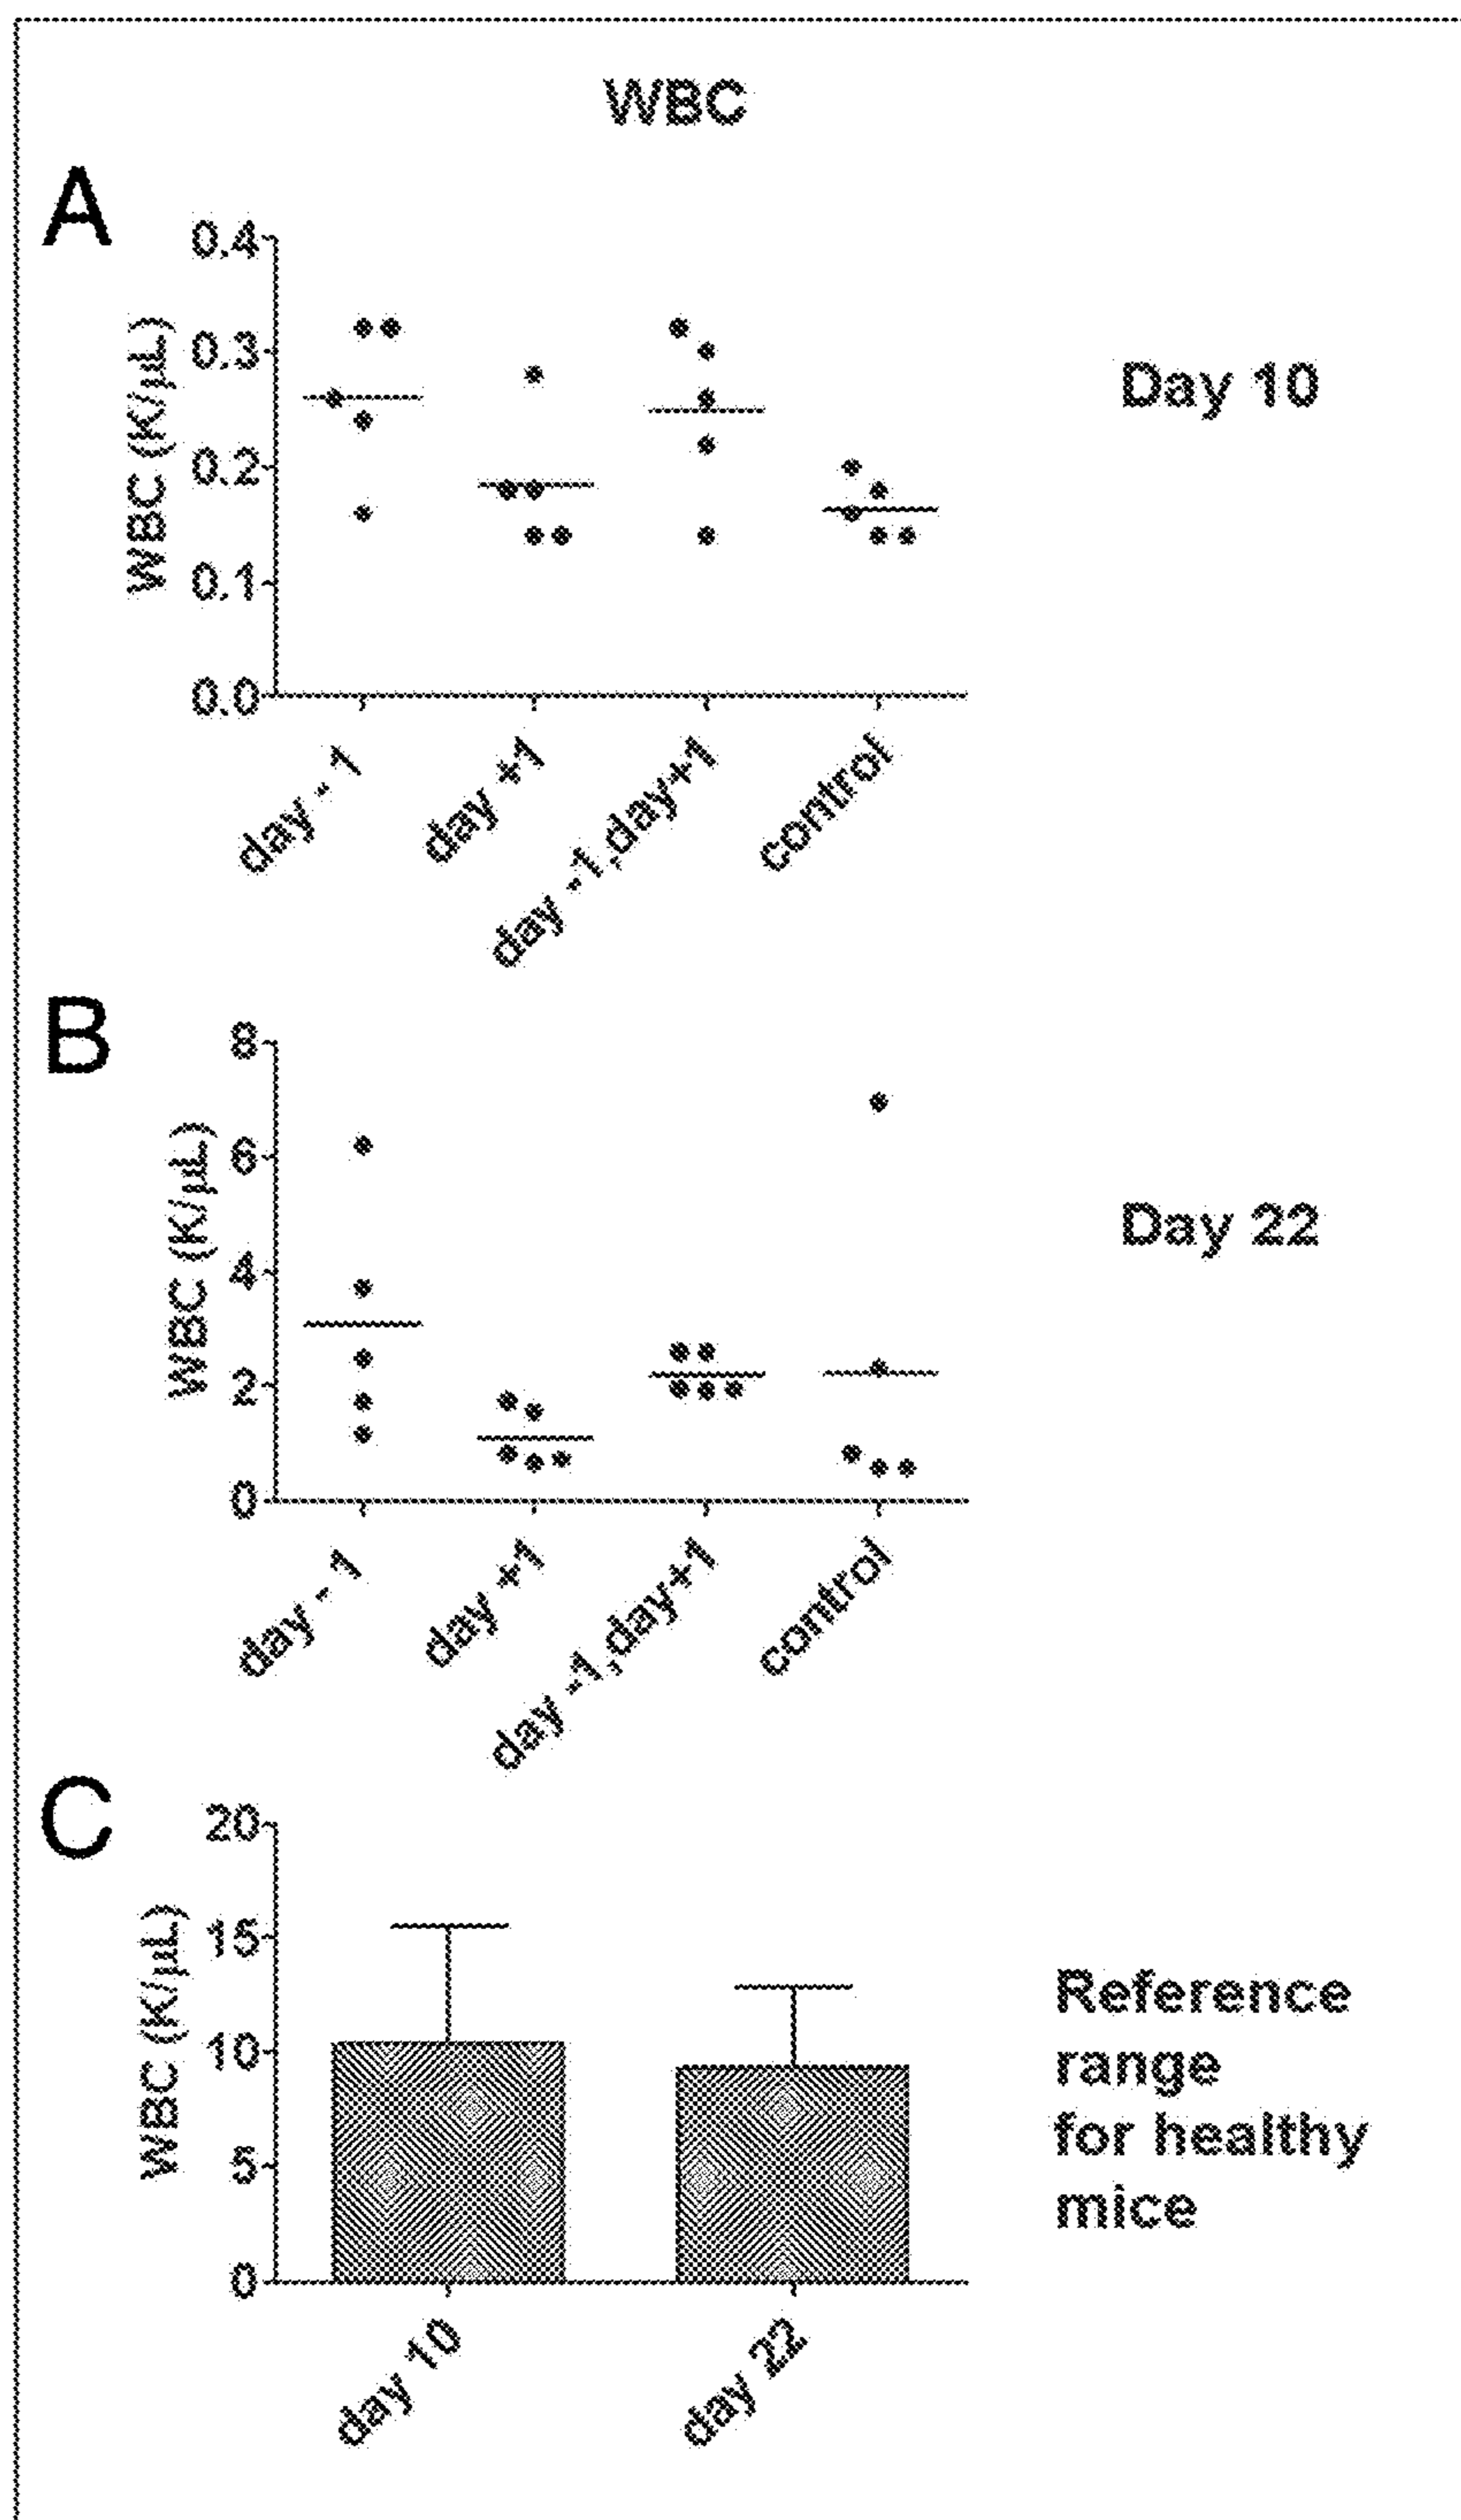 WBC
A
0.4
0.3
0.2
0.1
0.0
WBC (K/µL)
Day 10
day - 1
day +1
day -1,day+1
control
B
8
6
4
2
0
WBC (K/µL)
Day 22
day - 1
day +1
day -1,day+1
control
C
20
15
10
5
0
WBC (K/µL)
Reference
range
for healthy
mice
day 10
day 22